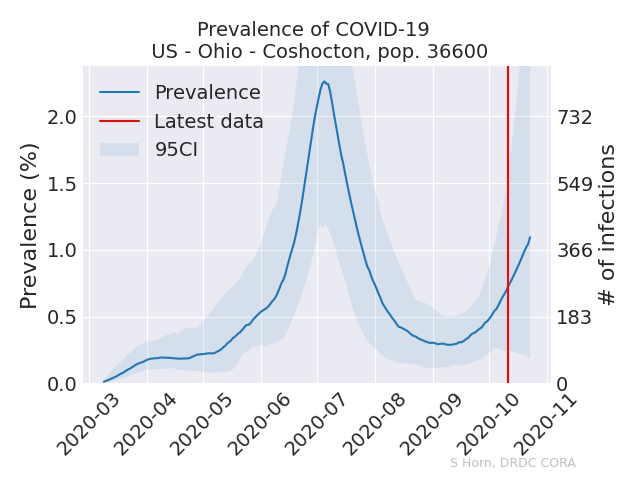 Prevalence of COVID-19
US - Ohio - Coshocton, pop. 36600
Prevalence
Latest data
95CI
Prevalence (%)
2.0
1.5
1.0
0.5
0.0
# of infections
732
549
366
183
0
2020-03
2020-04
2020-05
2020-06
2020-07
2020-08
2020-09
2020-10
2020-11
S Horn, DRDC CORA